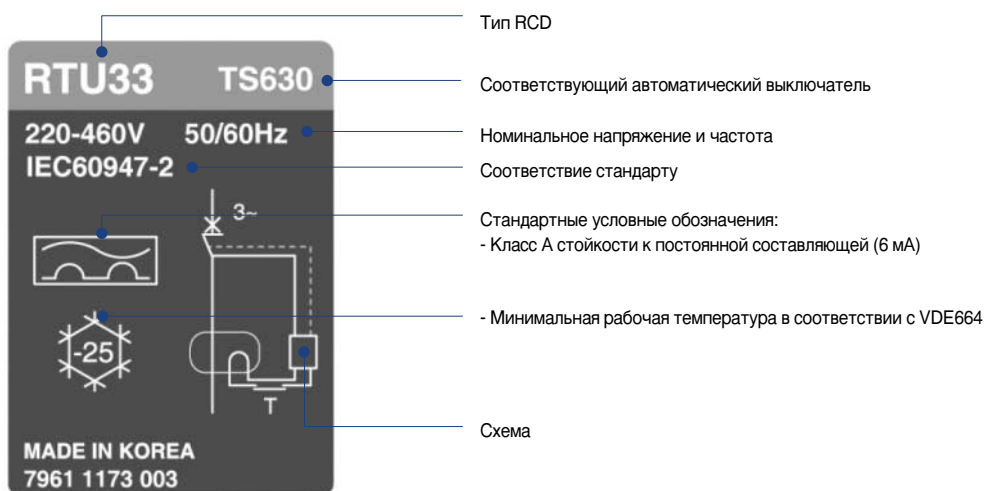 Тип RCD
RTU33 TS630
Соответствующий автоматический выключатель
220-460V 50/60Hz
Номинальное напряжение и частота
IEC60947-2
Соответствие стандарту
3~
Стандартные условные обозначения:
- Класс А стойкости к постоянной составляющей (6 мА)
-25
- Минимальная рабочая температура в соответствии с VDE664
T
Схема
MADE IN KOREA
7961 1173 003